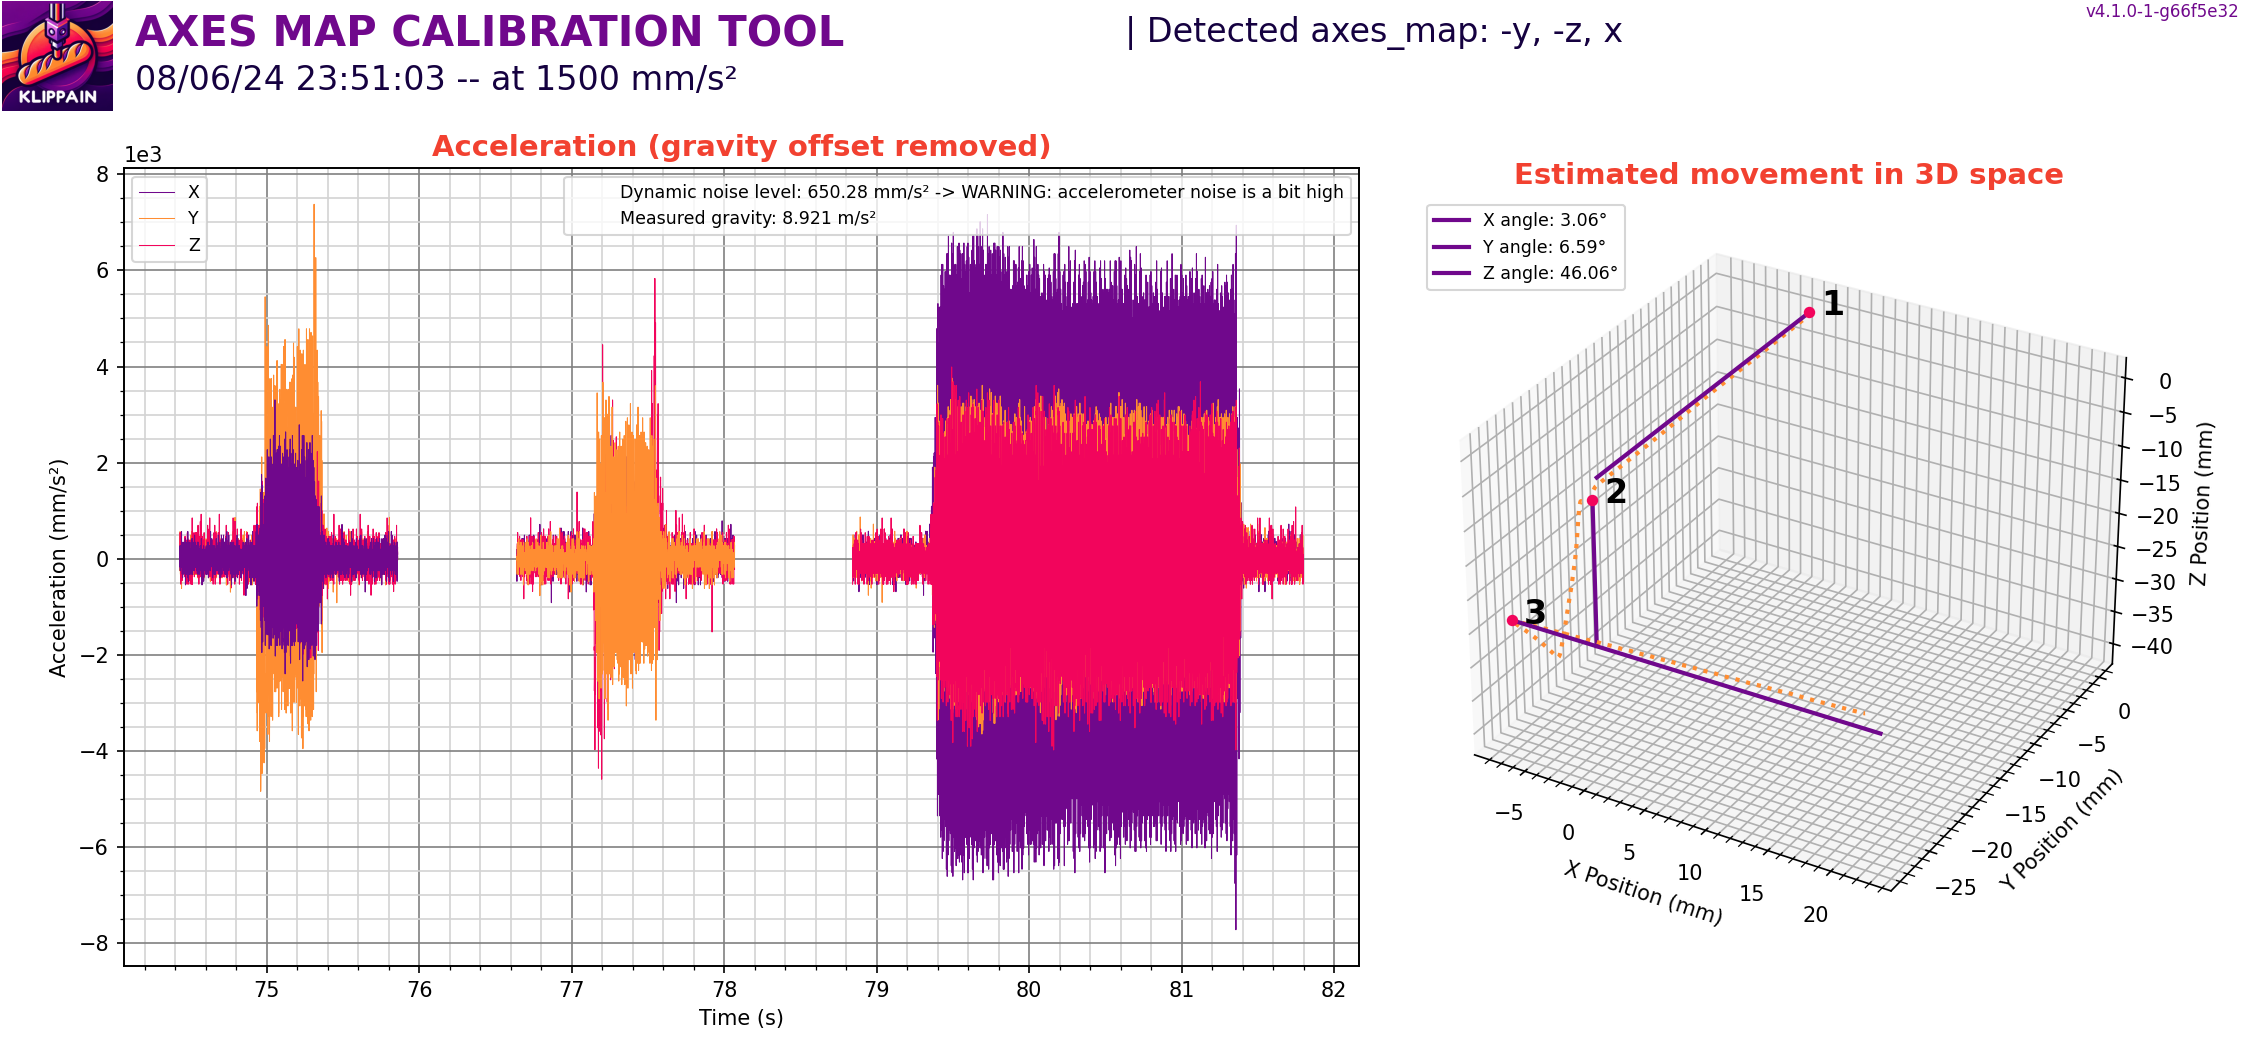 KLIPPAIN
AXES MAP CALIBRATION TOOL
| Detected axes_map: -y, -z, x
v4.1.0-1-g66f5e32
08/06/24 23:51:03 -- at 1500 mm/s²
Acceleration (gravity offset removed)
1e3
X
Y
Z
Dynamic noise level: 650.28 mm/s² -> WARNING: accelerometer noise is a bit high
Measured gravity: 8.921 m/s²
8
6
4
2
0
−2
−4
−6
−8
Acceleration (mm/s²)
75
76
77
78
79
80
81
82
Time (s)
Estimated movement in 3D space
X angle: 3.06°
Y angle: 6.59°
Z angle: 46.06°
1
2
3
0
−5
−10
−15
−20
−25
−30
−35
−40
Z Position (mm)
0
−5
−10
−15
−20
−25
Y Position (mm)
−5
0
5
10
15
20
X Position (mm)